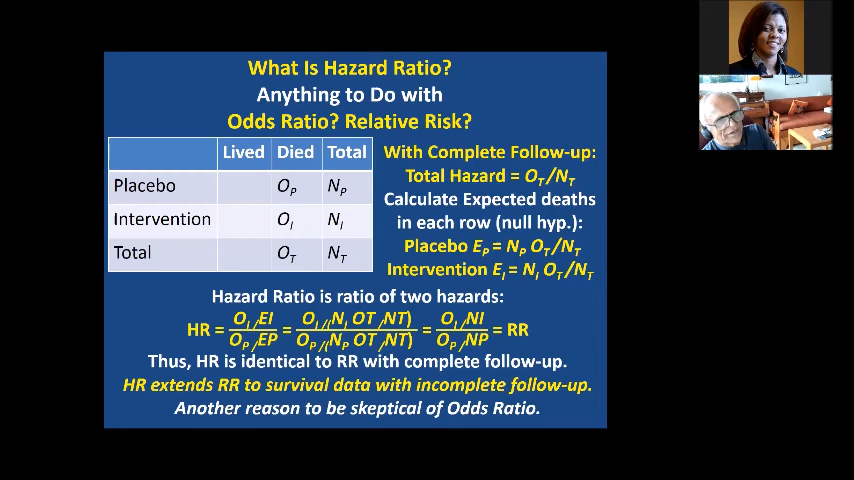 What Is Hazard Ratio?
Anything to Do with
Odds Ratio? Relative Risk?
Lived Died Total
Placebo O_P N_P
Intervention O_I N_I
Total O_T N_T
With Complete Follow-up:
Total Hazard = O_T/N_T
Calculate Expected deaths
in each row (null hyp.):
Placebo E_P = N_P O_T/N_T
Intervention E_I = N_I O_T/N_T
Hazard Ratio is ratio of two hazards:
HR = O_I/EI / O_P/EP = O_I/(N_I OT/NT) / O_P/(N_P OT/NT) = O_I/NI / O_P/NP = RR
Thus, HR is identical to RR with complete follow-up.
HR extends RR to survival data with incomplete follow-up.
Another reason to be skeptical of Odds Ratio.